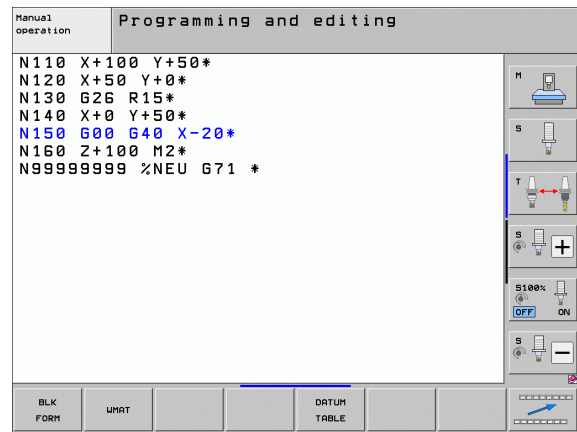 Manual
operation
Programming and editing
N110 X+100 Y+50*
N120 X+50 Y+0*
N130 G26 R15*
N140 X+0 Y+50*
N150 G00 G40 X-20*
N160 Z+100 M2*
N99999999 %NEU G71 *
M
S
T
S
+
S100%
OFF ON
S
-
BLK
FORM
WMAT
DATUM
TABLE